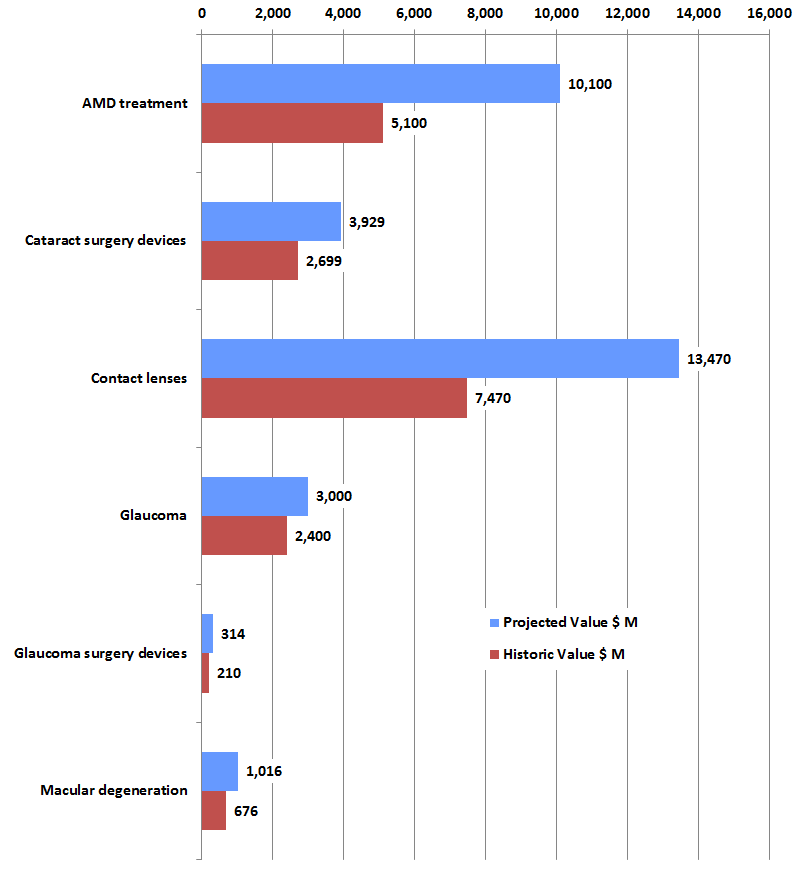 0 2,000 4,000 6,000 8,000 10,000 12,000 14,000 16,000
AMD treatment
10,100
5,100
Cataract surgery devices
3,929
2,699
Contact lenses
13,470
7,470
Glaucoma
3,000
2,400
Glaucoma surgery devices
314
210
Projected Value $ M
Historic Value $ M
Macular degeneration
1,016
676